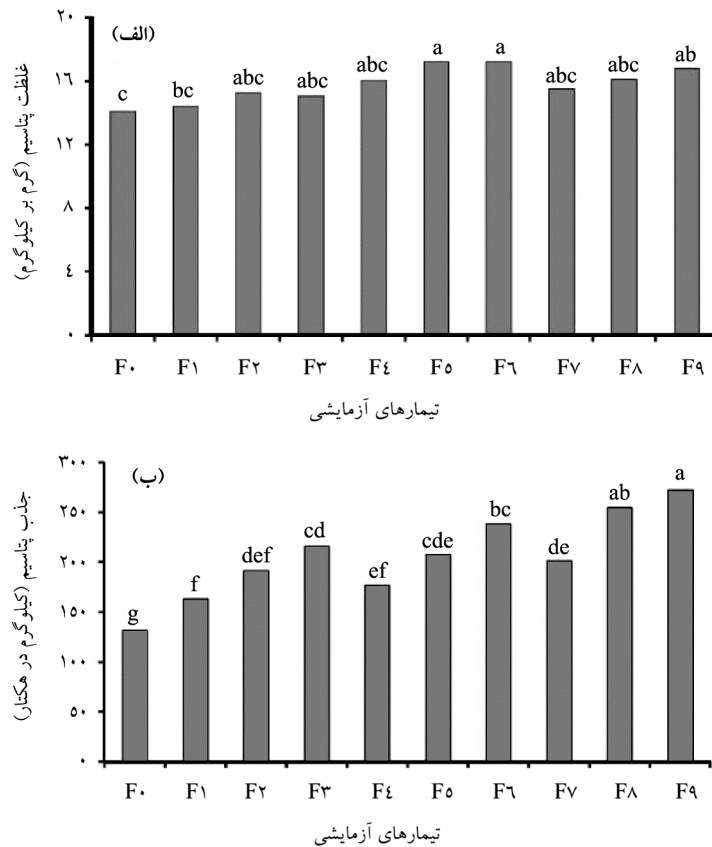 (الف)
غلظت پتاسیم (گرم بر کیلوگرم)
۲۰
۱۶
۱۲
۸
٤
۰
c bc abc abc abc a a abc abc ab
F۰ F۱ F۲ F۳ F٤ F٥ F٦ F۷ F۸ F۹
تیمارهای آزمایشی
(ب)
جذب پتاسیم (کیلوگرم در هکتار)
۳۰۰
۲٥۰
۲۰۰
۱٥۰
۱۰۰
٥۰
۰
g f def cd ef cde bc de ab a
F۰ F۱ F۲ F۳ F٤ F٥ F٦ F۷ F۸ F۹
تیمارهای آزمایشی